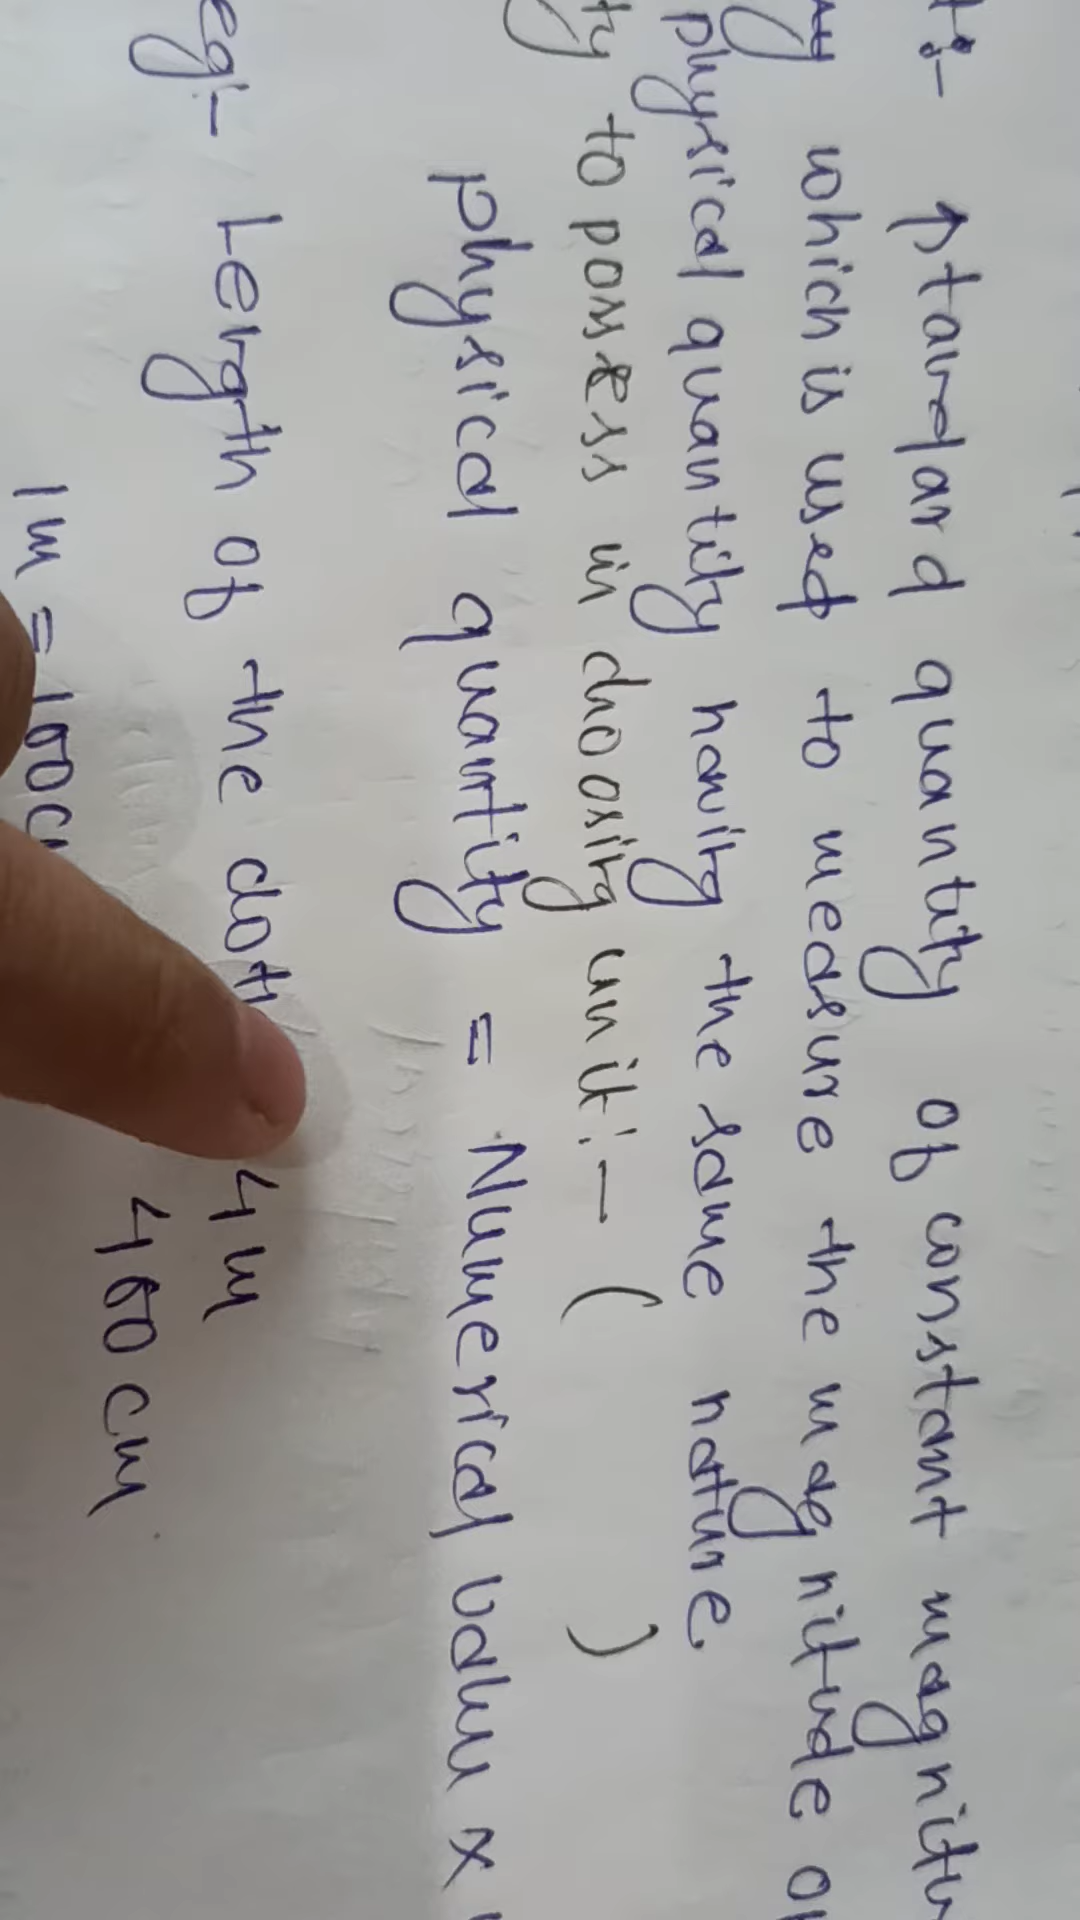 t:- standard quantity of constant magnitu
which is used to measure the magnitude of
physical quantity having the same nature.
ty to possess in choosing unit :- ( )
physical quantity = Numerical value x
eg:- Length of the cloth 4m
400 cm
1m = 100c